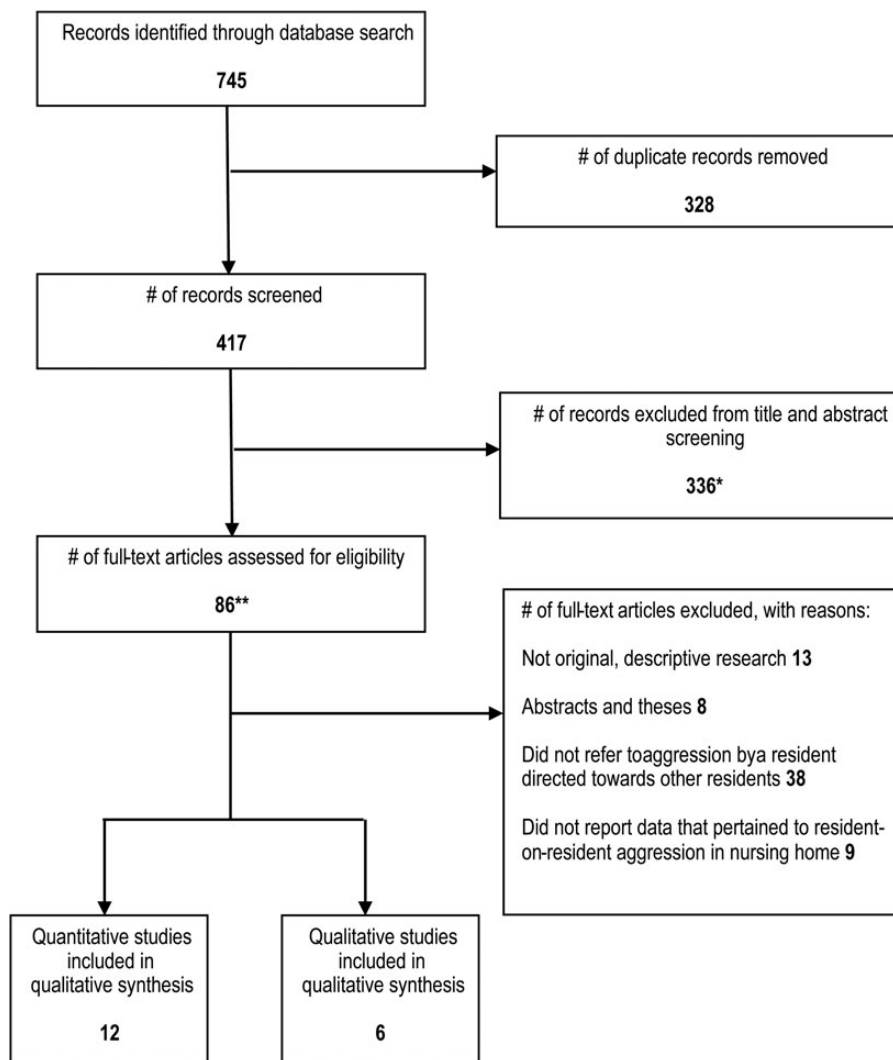 Records identified through database search
745
# of duplicate records removed
328
# of records screened
417
# of records excluded from title and abstract
screening
336*
# of full-text articles assessed for eligibility
86**
# of full-text articles excluded, with reasons:
Not original, descriptive research 13
Abstracts and theses 8
Did not refer toaggression bya resident
directed towards other residents 38
Did not report data that pertained to resident-
on-resident aggression in nursing home 9
Quantitative studies
included in
qualitative synthesis
12
Qualitative studies
included in
qualitative synthesis
6